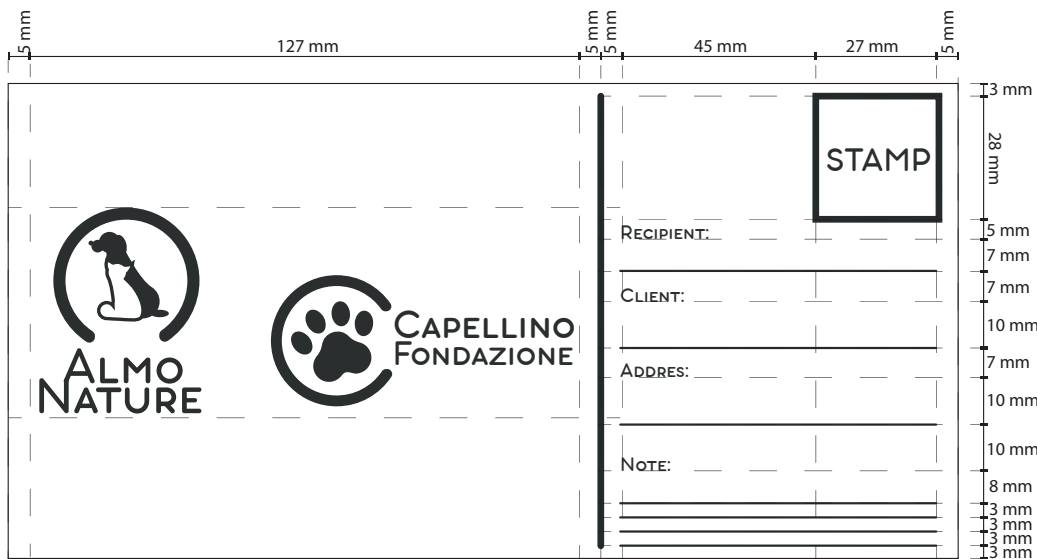 5 mm
127 mm
5 mm
5 mm
45 mm
27 mm
5 mm
3 mm
28 mm
STAMP
5 mm
RECIPIENT:
7 mm
7 mm
CLIENT:
10 mm
7 mm
ADDRES:
10 mm
10 mm
NOTE:
8 mm
3 mm
3 mm
3 mm
3 mm
ALMO
NATURE
CAPELLINO
FONDAZIONE